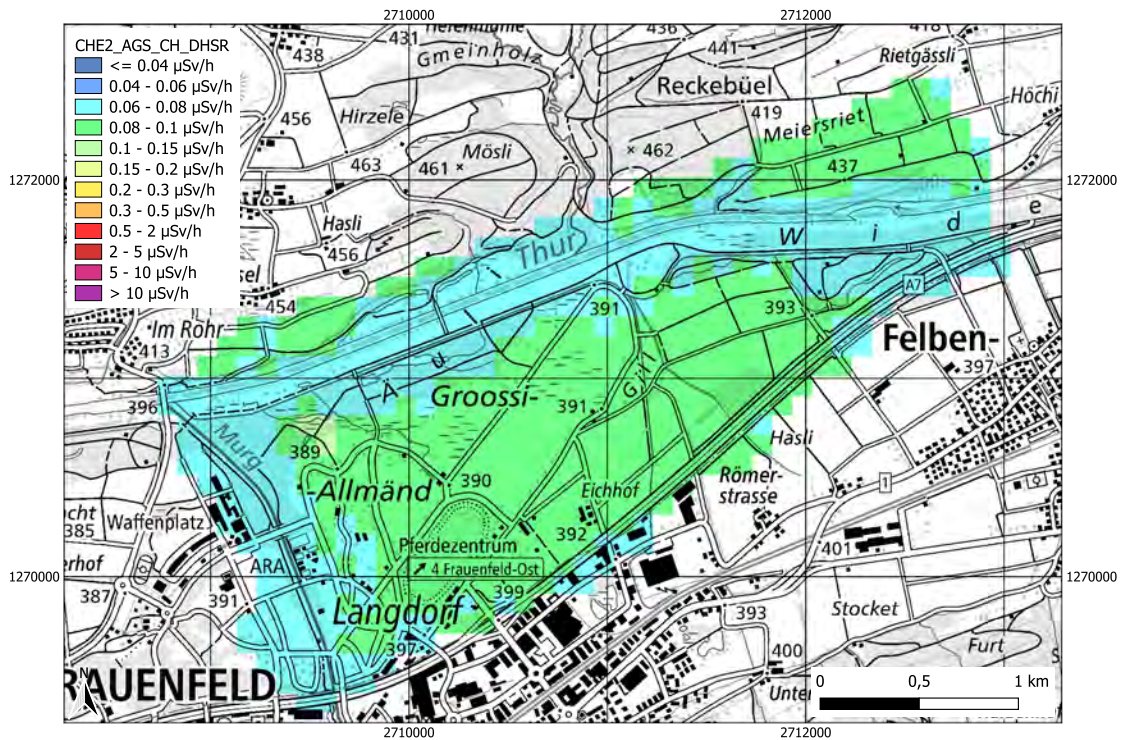 2710000
2712000
CHE2_AGS_CH_DHSR
<= 0.04 µSv/h
0.04 - 0.06 µSv/h
0.06 - 0.08 µSv/h
0.08 - 0.1 µSv/h
0.1 - 0.15 µSv/h
0.15 - 0.2 µSv/h
0.2 - 0.3 µSv/h
0.3 - 0.5 µSv/h
0.5 - 2 µSv/h
2 - 5 µSv/h
5 - 10 µSv/h
> 10 µSv/h
431
436
418
438
Gmeinholz
441
Rietgässli
Reckebüel
Höchi
456
Hirzele
419
Meiersriet
Mösli
462
463
461
437
1272000
1272000
Hasli
Thur
W i d e
456
454
A7
391
393
Im Rohr
413
Felben-
Gril
397
Au
396
Groossi-
391
Murg
389
Hasli
390
Römer-
strasse
Allmänd
Eichhof
1
385
Waffenplatz
392
401
Pferdezentrum
ARA
4 Frauenfeld-Ost
1270000
1270000
387
391
399
393
Stocket
Langdorf
Furt
397
400
RAUENFELD
N
0
0,5
1 km
Unter
2710000
2712000